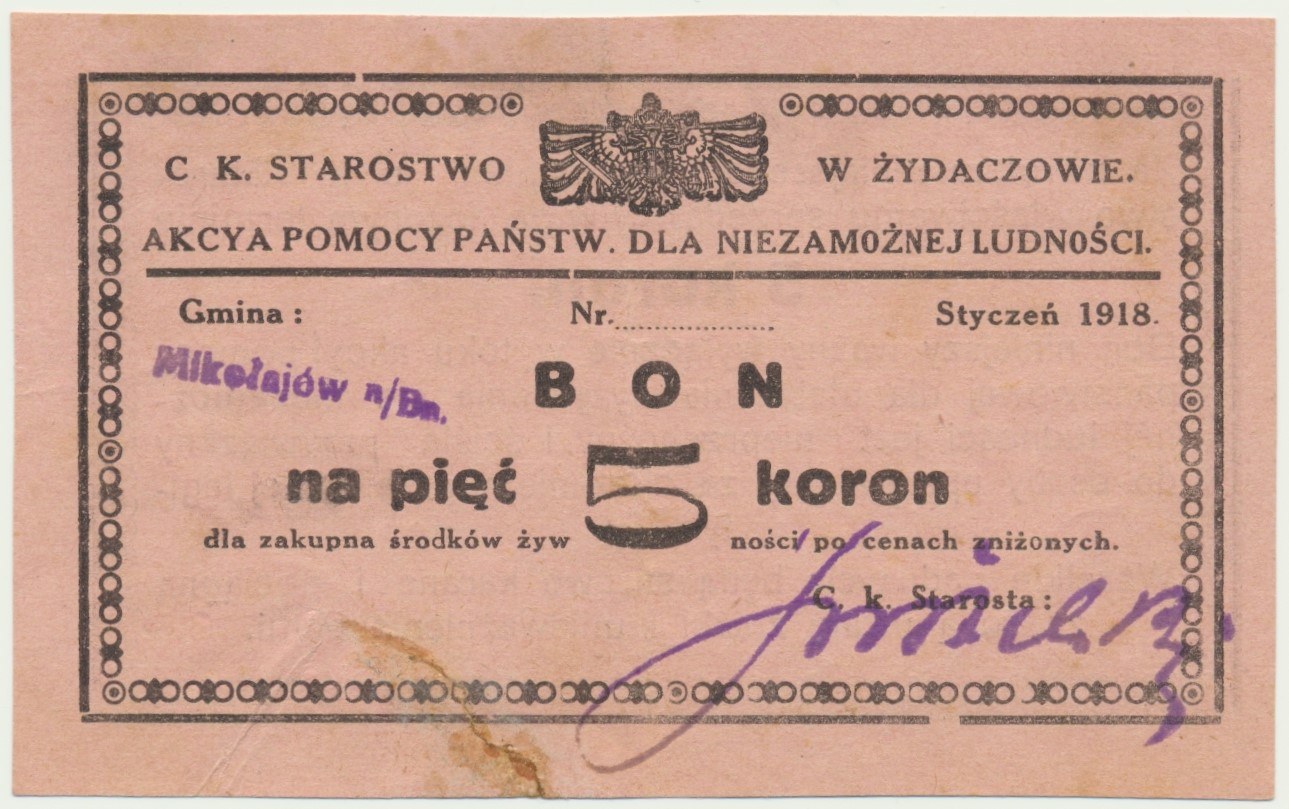 C. K. STAROSTWO W ŻYDACZOWIE.
AKCYA POMOCY PAŃSTW. DLA NIEZAMOŻNEJ LUDNOŚCI.
Gmina: Nr. Styczeń 1918.
Mikołajów n/Dn.
BON
na pięć 5 koron
dla zakupna środków żyw ności po cenach zniżonych.
C. k. Starosta: